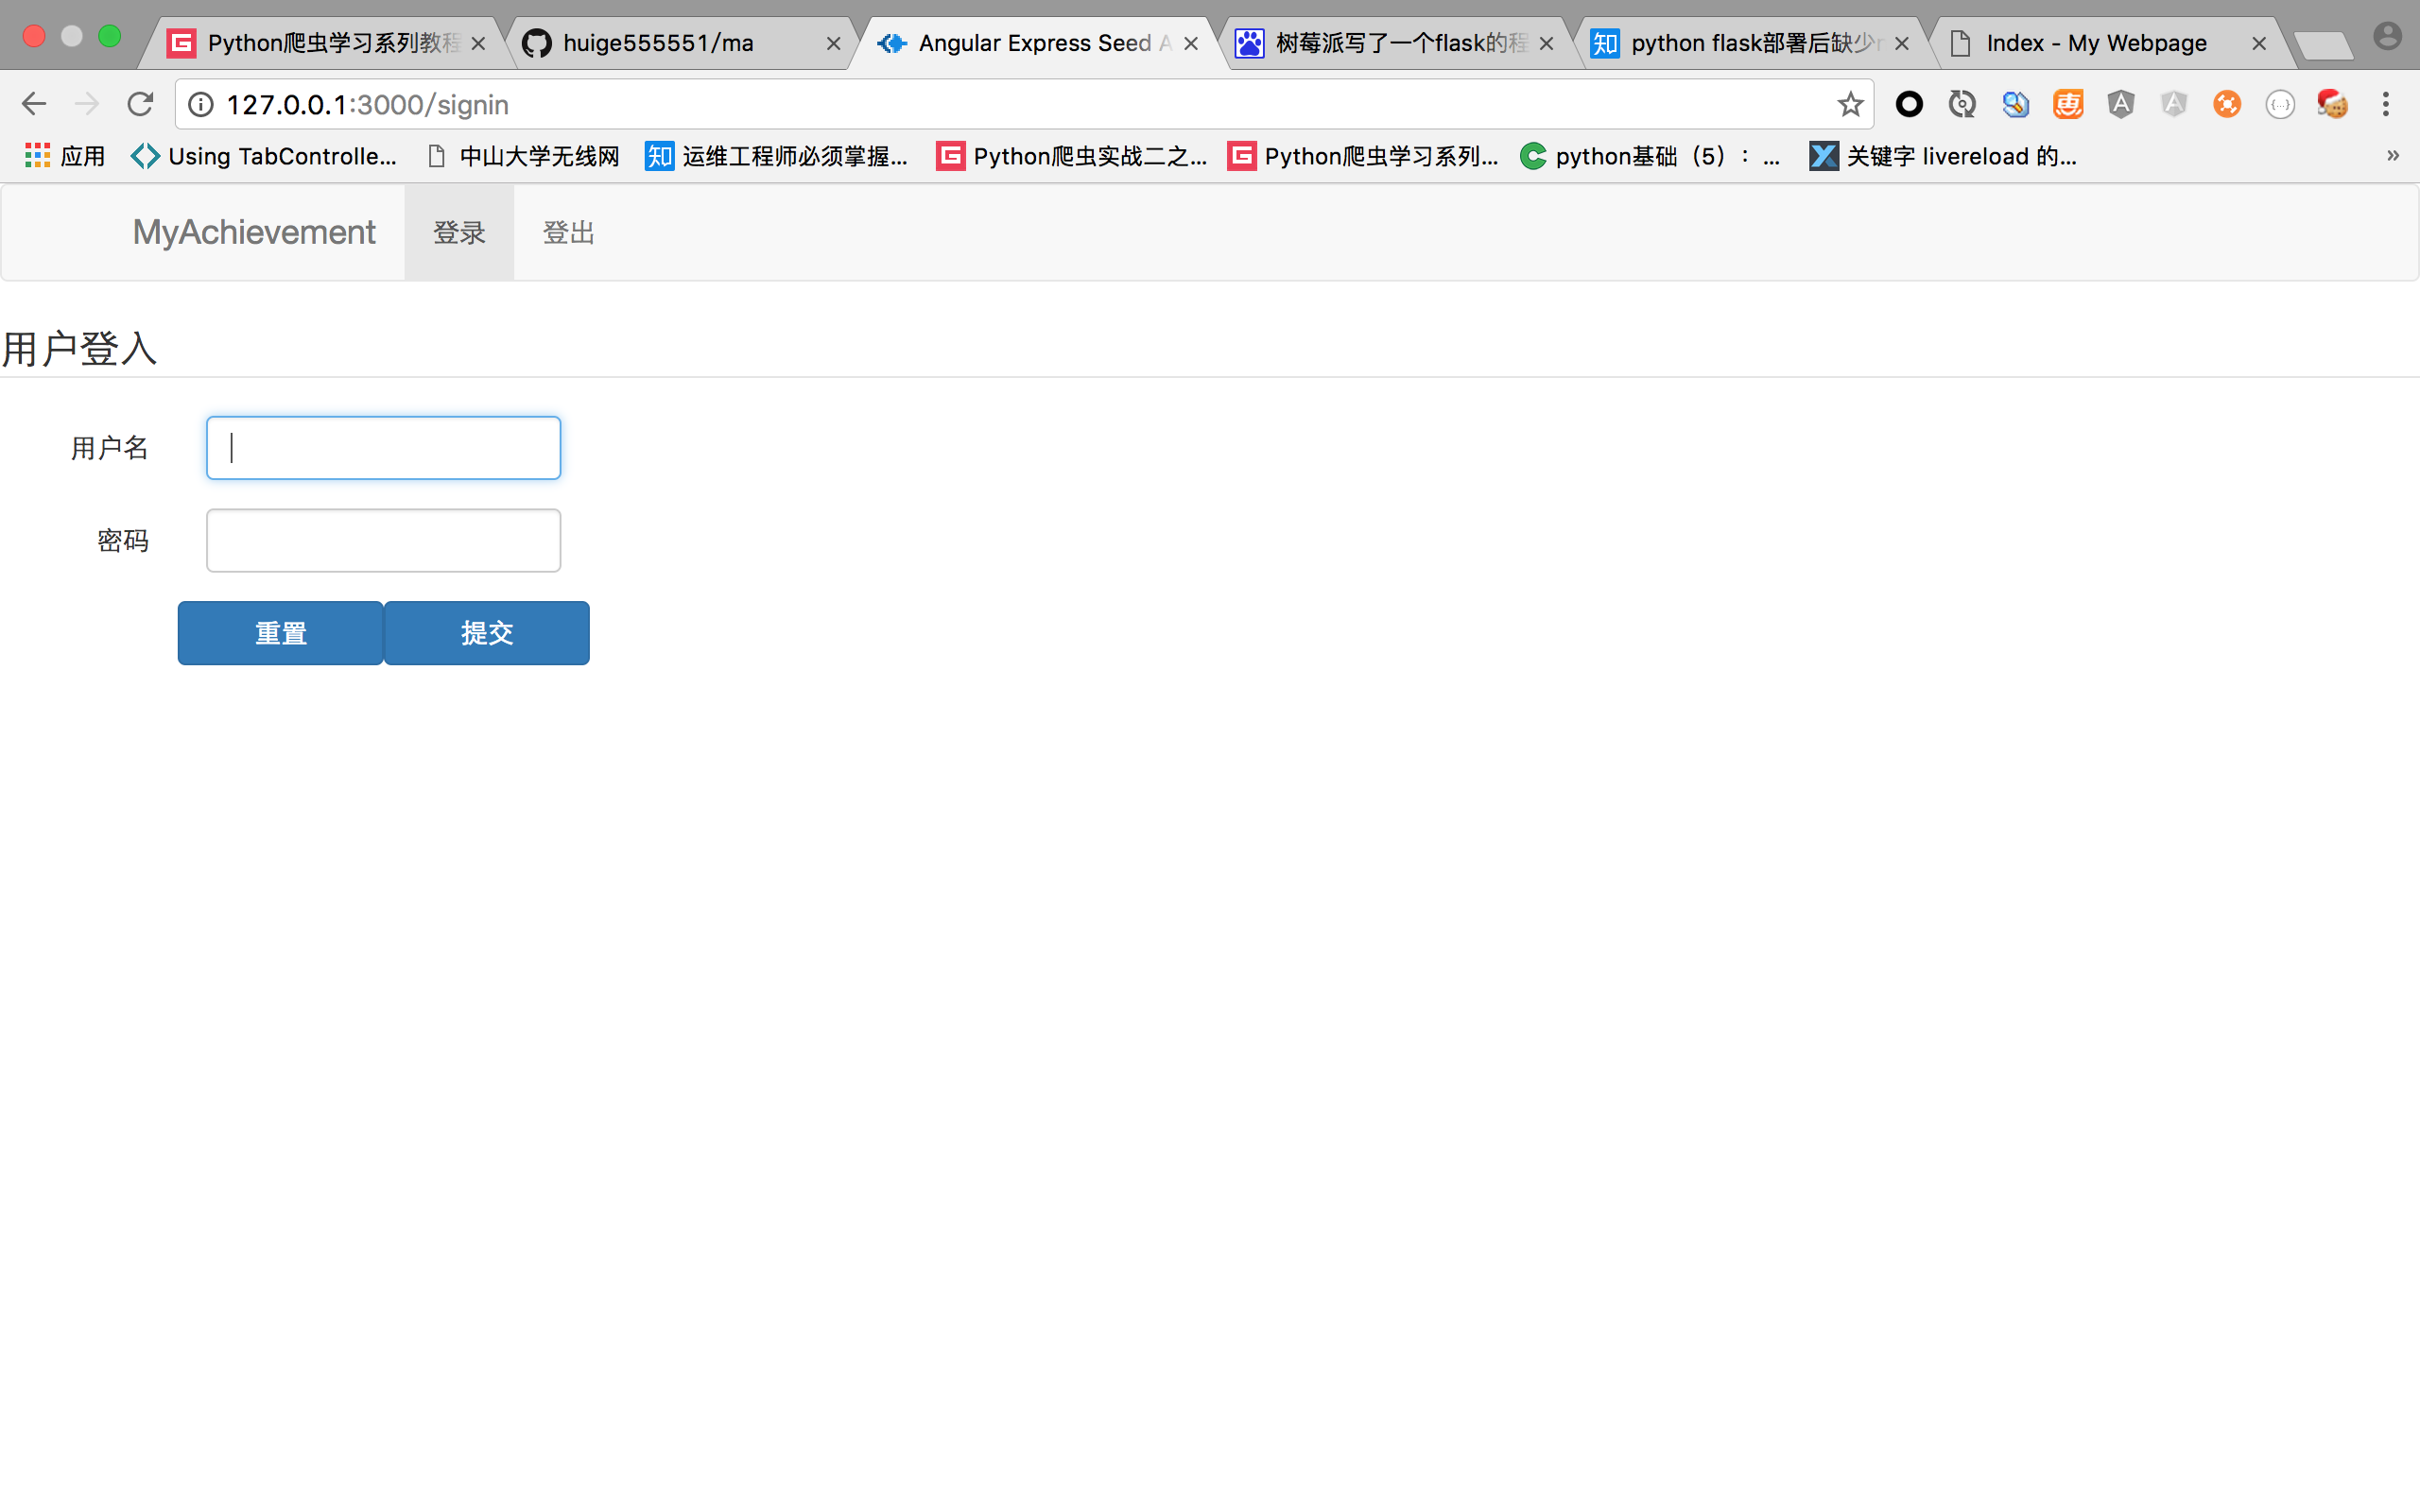 Python爬虫学习系列教程
huige555551/ma
Angular Express Seed A
树莓派写了一个flask的程
python flask部署后缺少
Index - My Webpage
127.0.0.1:3000/signin
应用
Using TabControlle...
中山大学无线网
知 运维工程师必须掌握...
Python爬虫实战二之...
Python爬虫学习系列...
python基础（5）：...
关键字 livereload 的...
»
MyAchievement 登录 登出
用户登入
用户名
密码
重置 提交